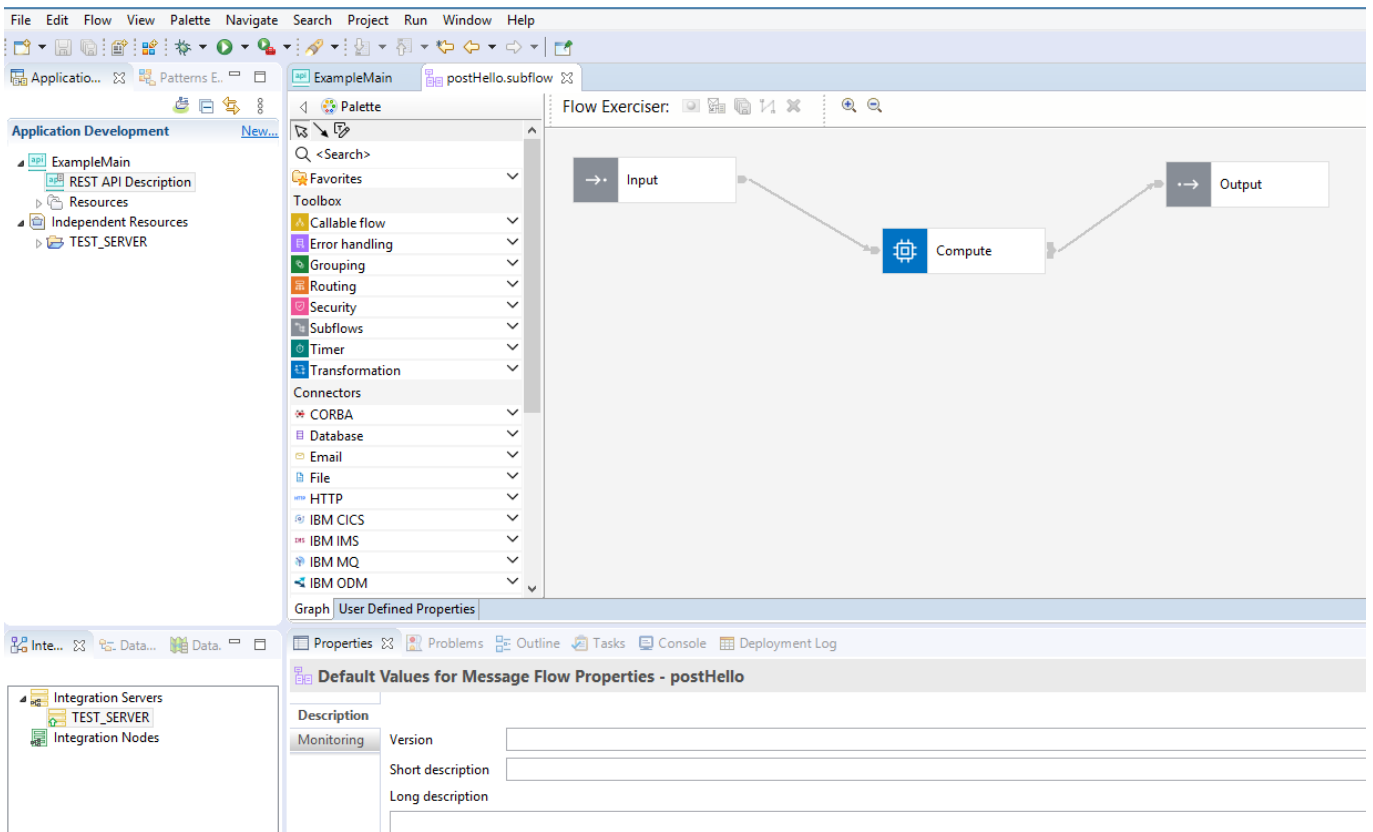 File Edit Flow View Palette Navigate Search Project Run Window Help
Applicatio... Patterns E.. ExampleMain postHello.subflow
Palette Flow Exerciser:
Application Development New...
<Search>
Favorites
Toolbox
Callable flow
Error handling
Grouping
Routing
Security
Subflows
Timer
Transformation
Connectors
CORBA
Database
Email
File
HTTP
IBM CICS
IBM IMS
IBM MQ
IBM ODM
ExampleMain
REST API Description
Resources
Independent Resources
TEST_SERVER
Input
Compute
Output
Graph User Defined Properties
Inte... Data... Data.
Properties Problems Outline Tasks Console Deployment Log
Default Values for Message Flow Properties - postHello
Integration Servers
TEST_SERVER
Integration Nodes
Description
Monitoring
Version
Short description
Long description